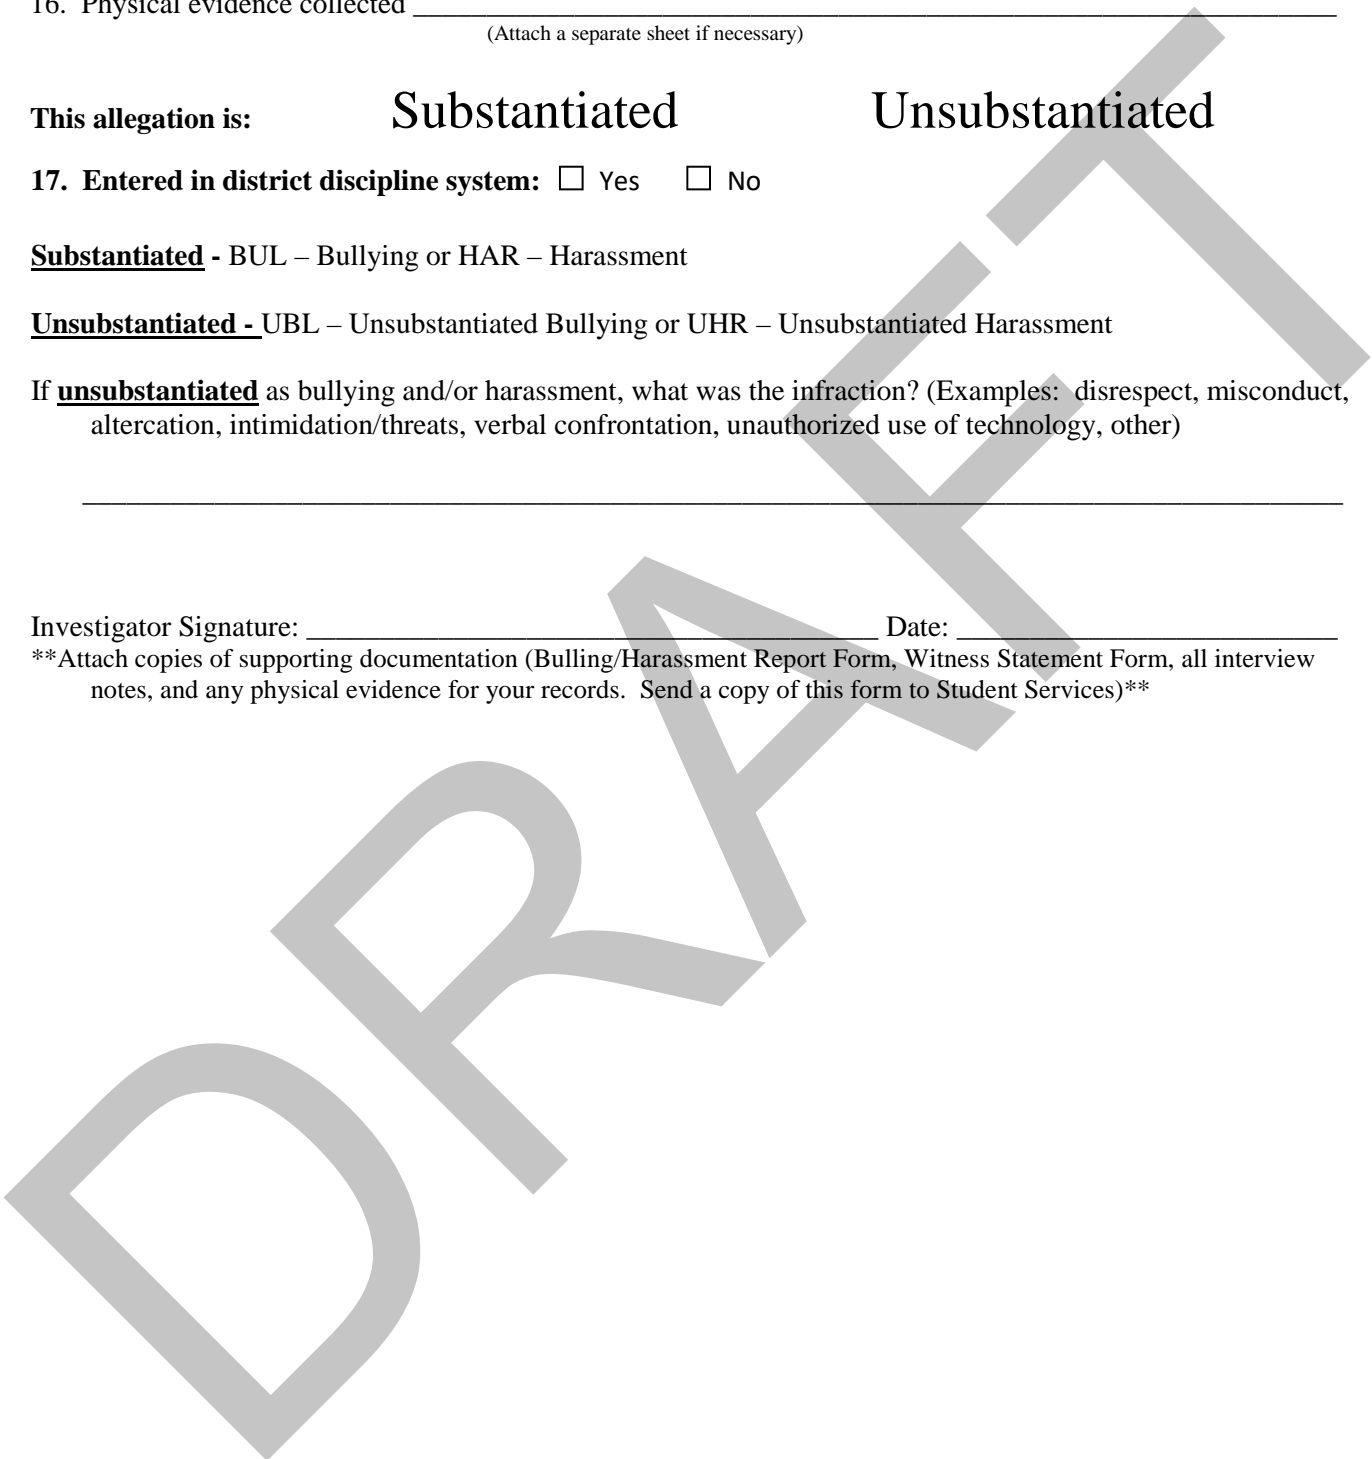 16. Physical evidence collected _______________________________________________________________
(Attach a separate sheet if necessary)
This allegation is: Substantiated Unsubstantiated
17. Entered in district discipline system: ☐ Yes ☐ No
Substantiated - BUL – Bullying or HAR – Harassment
Unsubstantiated - UBL – Unsubstantiated Bullying or UHR – Unsubstantiated Harassment
If unsubstantiated as bullying and/or harassment, what was the infraction? (Examples: disrespect, misconduct,
altercation, intimidation/threats, verbal confrontation, unauthorized use of technology, other)
______________________________________________________________________________________
Investigator Signature: _______________________________________ Date: __________________________
**Attach copies of supporting documentation (Bulling/Harassment Report Form, Witness Statement Form, all interview
notes, and any physical evidence for your records. Send a copy of this form to Student Services)**
DRAFT